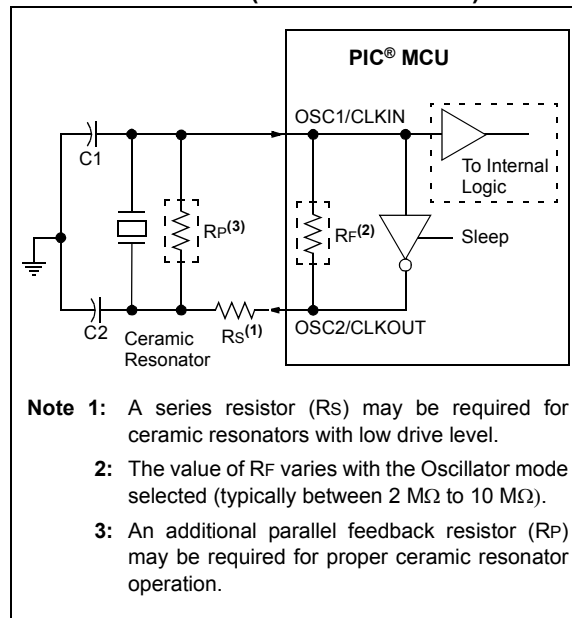 PIC® MCU
OSC1/CLKIN
C1
To Internal
Logic
RP(3)
RF(2)
Sleep
C2
Ceramic
Resonator
RS(1)
OSC2/CLKOUT
Note 1: A series resistor (RS) may be required for
ceramic resonators with low drive level.
2: The value of RF varies with the Oscillator mode
selected (typically between 2 MΩ to 10 MΩ).
3: An additional parallel feedback resistor (RP)
may be required for proper ceramic resonator
operation.